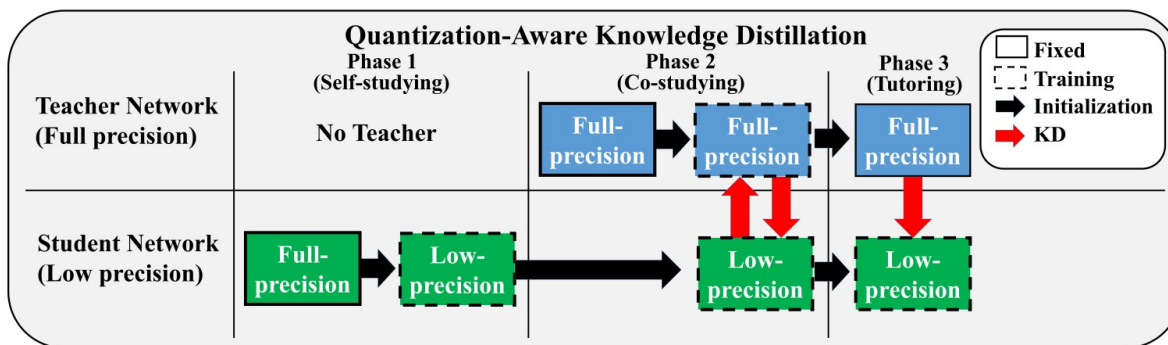 Quantization-Aware Knowledge Distillation
Phase 1
(Self-studying)
Phase 2
(Co-studying)
Phase 3
(Tutoring)
Fixed
Training
Initialization
KD
Teacher Network
(Full precision)
No Teacher
Full-
precision
Full-
precision
Full-
precision
Student Network
(Low precision)
Full-
precision
Low-
precision
Low-
precision
Low-
precision